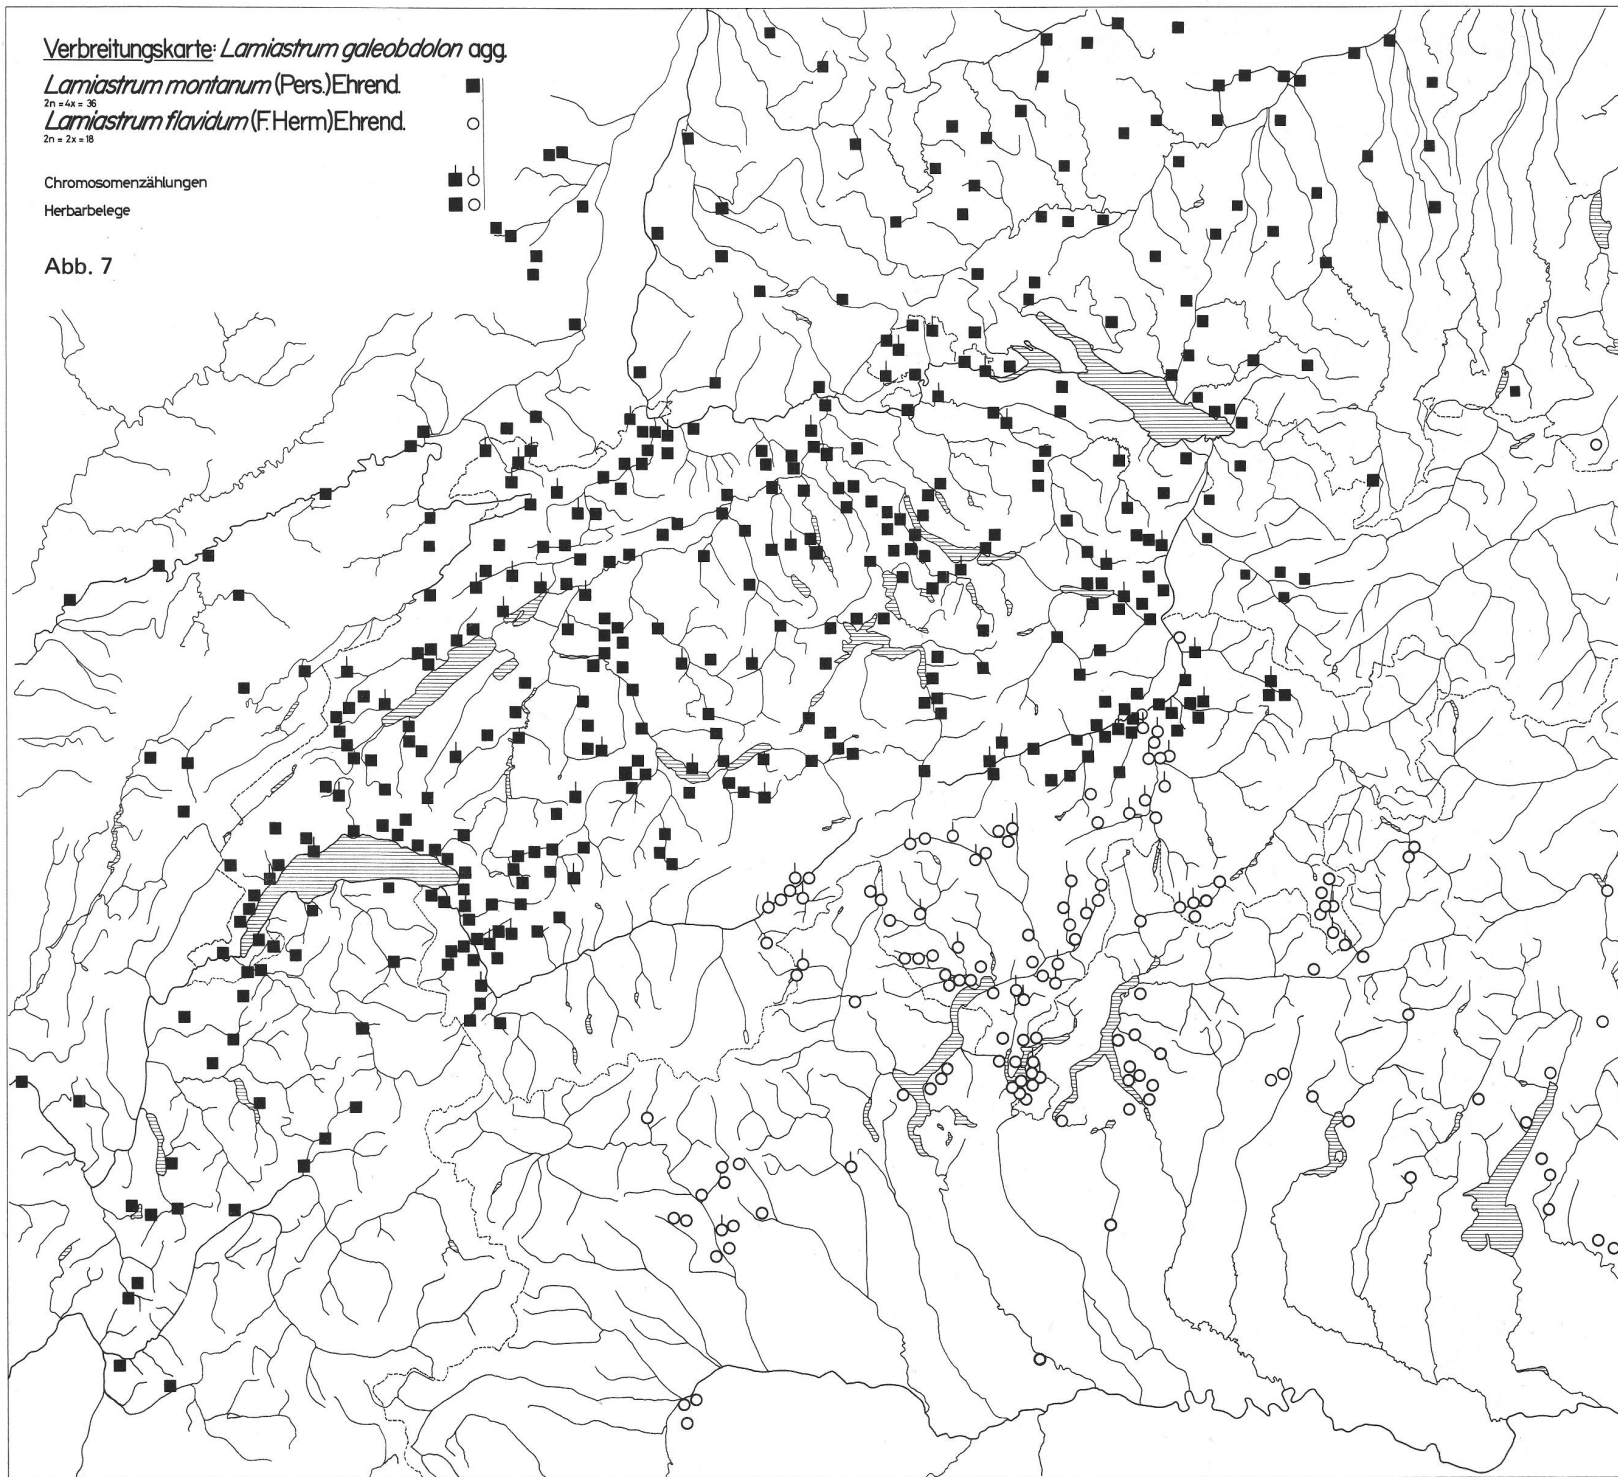 Verbreitungskarte: Lamiastrum galeobdolon agg.
Lamiastrum montanum (Pers.) Ehrend.
2n = 4x = 36
Lamiastrum flavidum (F. Herm) Ehrend.
2n = 2x = 18
Chromosomenzählungen
Herbarbelege
Abb. 7